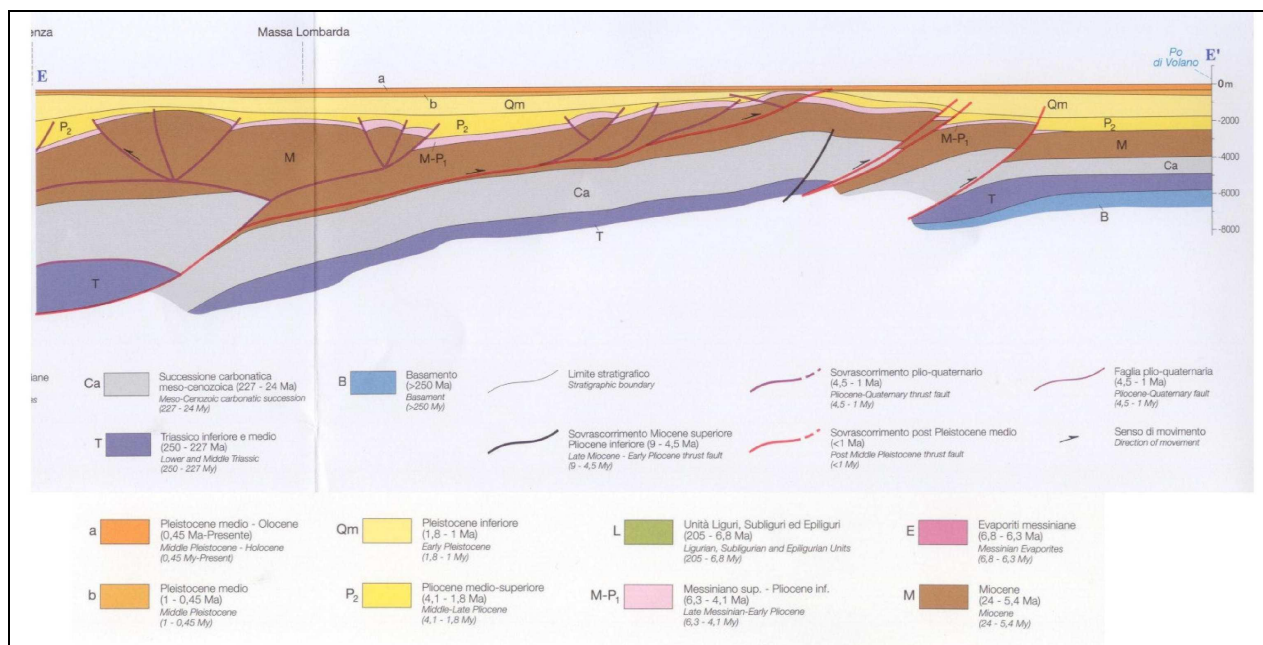 enza
Massa Lombarda
Po
di Volano
E
E'
a
b
Qm
Qm
0 m
-2000
-4000
-6000
-8000
P2
P2
P2
M
M-P1
M-P1
M
Ca
Ca
T
T
T
B
iane
Ca
Successione carbonatica
meso-cenozoica (227 - 24 Ma)
Meso-Cenozoic carbonatic succession
(227 - 24 My)
T
Triassico inferiore e medio
(250 - 227 Ma)
Lower and Middle Triassic
(250 - 227 My)
B
Basamento
(>250 Ma)
Basament
(>250 My)
Limite stratigrafico
Stratigraphic boundary
Sovrascorrimento Miocene superiore
Pliocene inferiore (9 - 4,5 Ma)
Late Miocene - Early Pliocene thrust fault
(9 - 4,5 My)
Sovrascorrimento plio-quaternario
(4,5 - 1 Ma)
Pliocene-Quaternary thrust fault
(4,5 - 1 My)
Sovrascorrimento post Pleistocene medio
(<1 Ma)
Post Middle Pleistocene thrust fault
(<1 My)
Faglia plio-quaternaria
(4,5 - 1 Ma)
Pliocene-Quaternary fault
(4,5 - 1 My)
Senso di movimento
Direction of movement
a
Pleistocene medio - Olocene
(0,45 Ma-Presente)
Middle Pleistocene - Holocene
(0,45 My-Present)
b
Pleistocene medio
(1 - 0,45 Ma)
Middle Pleistocene
(1 - 0,45 My)
Qm
Pleistocene inferiore
(1,8 - 1 Ma)
Early Pleistocene
(1,8 - 1 My)
P2
Pliocene medio-superiore
(4,1 - 1,8 Ma)
Middle-Late Pliocene
(4,1 - 1,8 My)
L
Unità Liguri, Subliguri ed Epiliguri
(205 - 6,8 Ma)
Ligurian, Subligurian and Epiligurian Units
(205 - 6,8 My)
M-P1
Messiniano sup. - Pliocene inf.
(6,3 - 4,1 Ma)
Late Messinian-Early Pliocene
(6,3 - 4,1 My)
E
Evaporiti messiniane
(6,8 - 6,3 Ma)
Messinian Evaporites
(6,8 - 6,3 My)
M
Miocene
(24 - 5,4 Ma)
Miocene
(24 - 5,4 My)